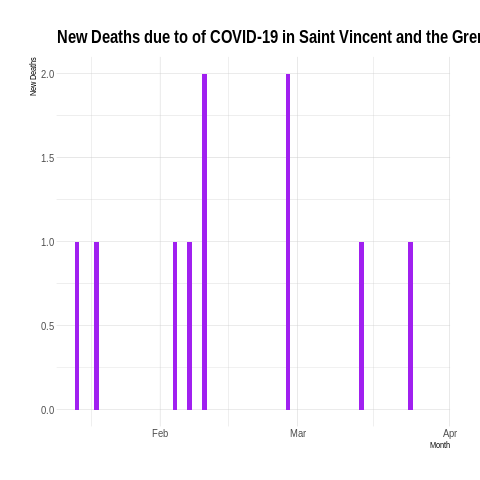 New Deaths due to of COVID-19 in Saint Vincent and the Gren
New Deaths
2.0
1.5
1.0
0.5
0.0
Feb
Mar
Apr
Month